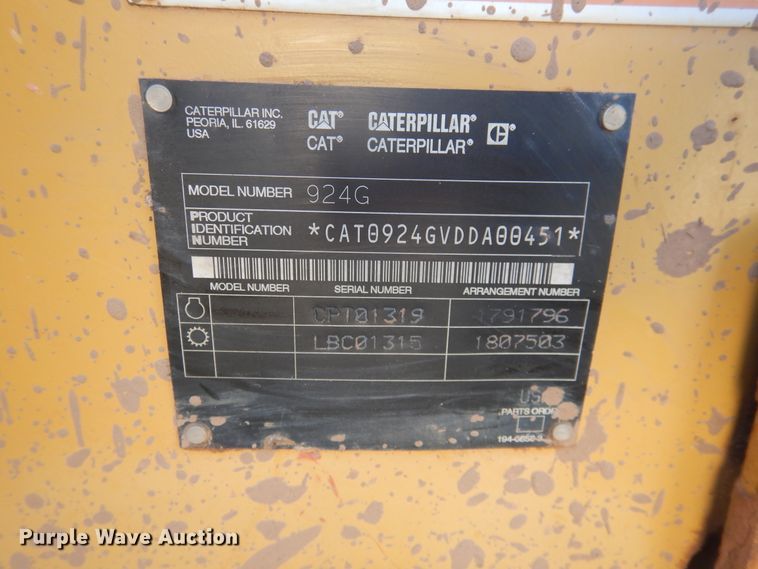 CATERPILLAR INC.
PEORIA, IL. 61629
USA
CAT® CATERPILLAR® C®
CAT® CATERPILLAR®
MODEL NUMBER 924G
PRODUCT
IDENTIFICATION
NUMBER
*CAT0924GVDDA00451*
MODEL NUMBER SERIAL NUMBER ARRANGEMENT NUMBER
CPT01319 1791796
LBC01315 1807503
PARTS ORDER
Purple Wave Auction